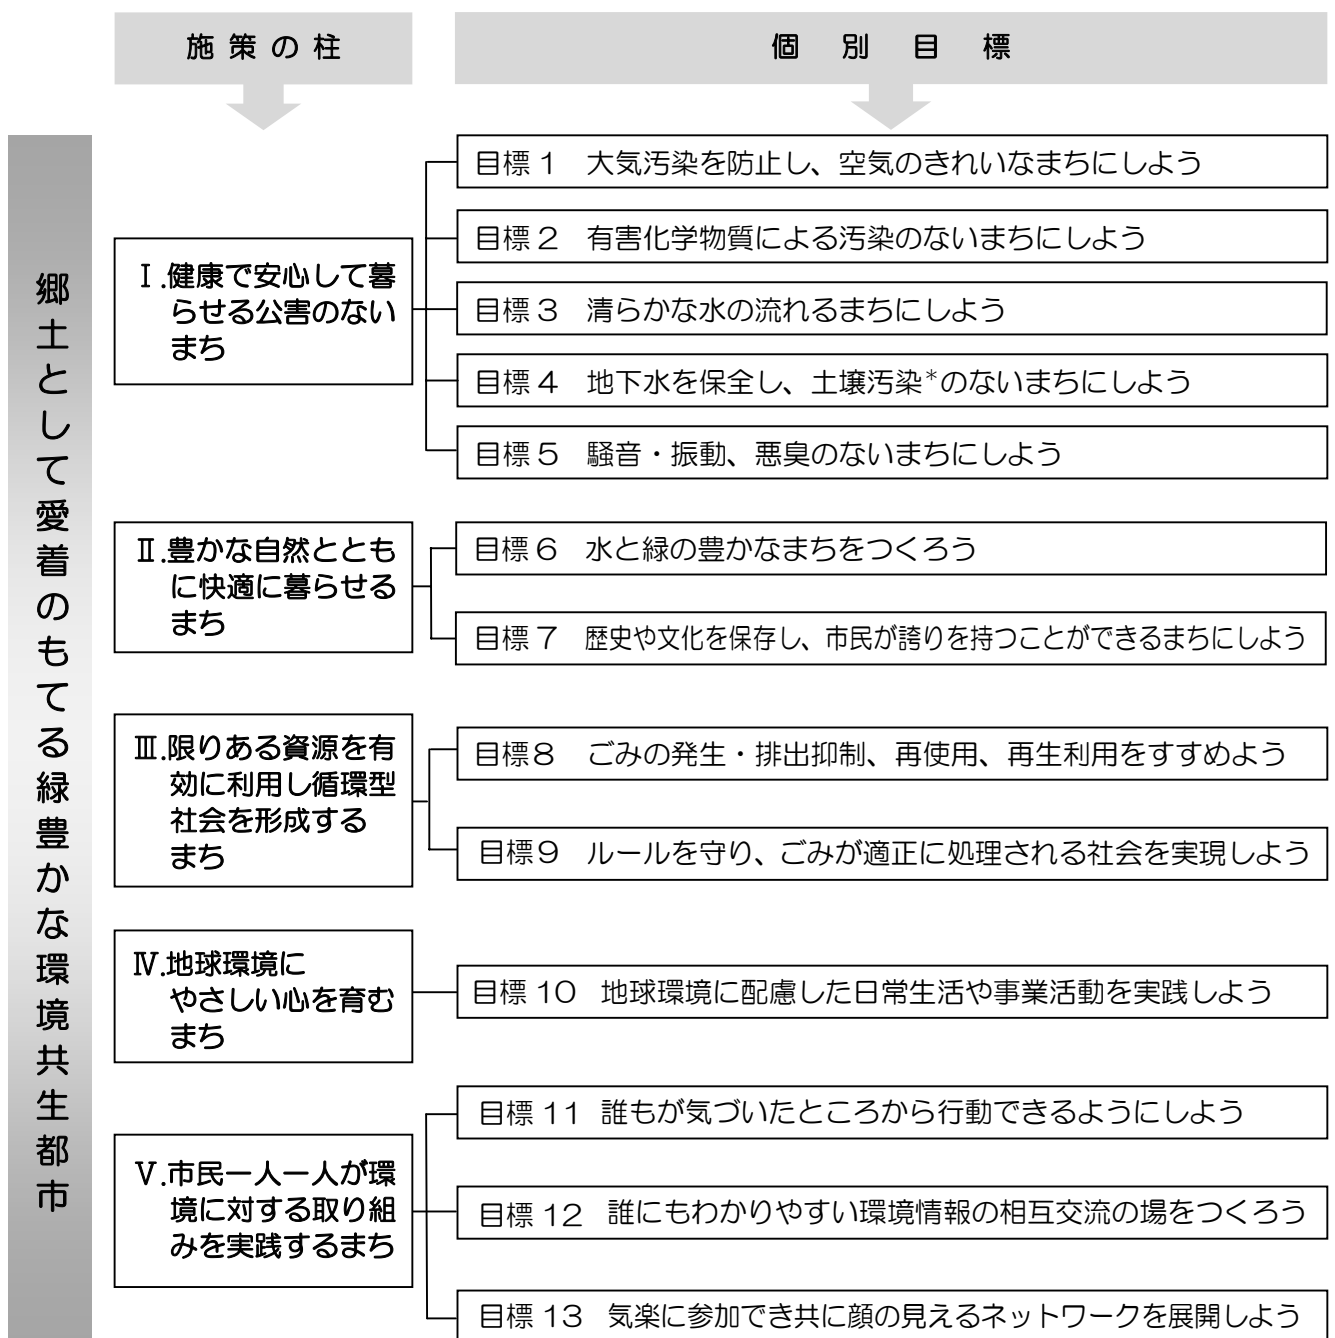 施策の柱
個別目標
郷土として愛着のもてる緑豊かな環境共生都市
Ⅰ.健康で安心して暮
らせる公害のない
まち
目標1 大気汚染を防止し、空気のきれいなまちにしよう
目標2 有害化学物質による汚染のないまちにしよう
目標3 清らかな水の流れるまちにしよう
目標4 地下水を保全し、土壌汚染*のないまちにしよう
目標5 騒音・振動、悪臭のないまちにしよう
Ⅱ.豊かな自然ととも
に快適に暮らせる
まち
目標6 水と緑の豊かなまちをつくろう
目標7 歴史や文化を保存し、市民が誇りを持つことができるまちにしよう
Ⅲ.限りある資源を有
効に利用し循環型
社会を形成する
まち
目標8 ごみの発生・排出抑制、再使用、再生利用をすすめよう
目標9 ルールを守り、ごみが適正に処理される社会を実現しよう
Ⅳ.地球環境に
やさしい心を育む
まち
目標10 地球環境に配慮した日常生活や事業活動を実践しよう
Ⅴ.市民一人一人が環
境に対する取り組
みを実践するまち
目標11 誰もが気づいたところから行動できるようにしよう
目標12 誰にもわかりやすい環境情報の相互交流の場をつくろう
目標13 気楽に参加でき共に顔の見えるネットワークを展開しよう